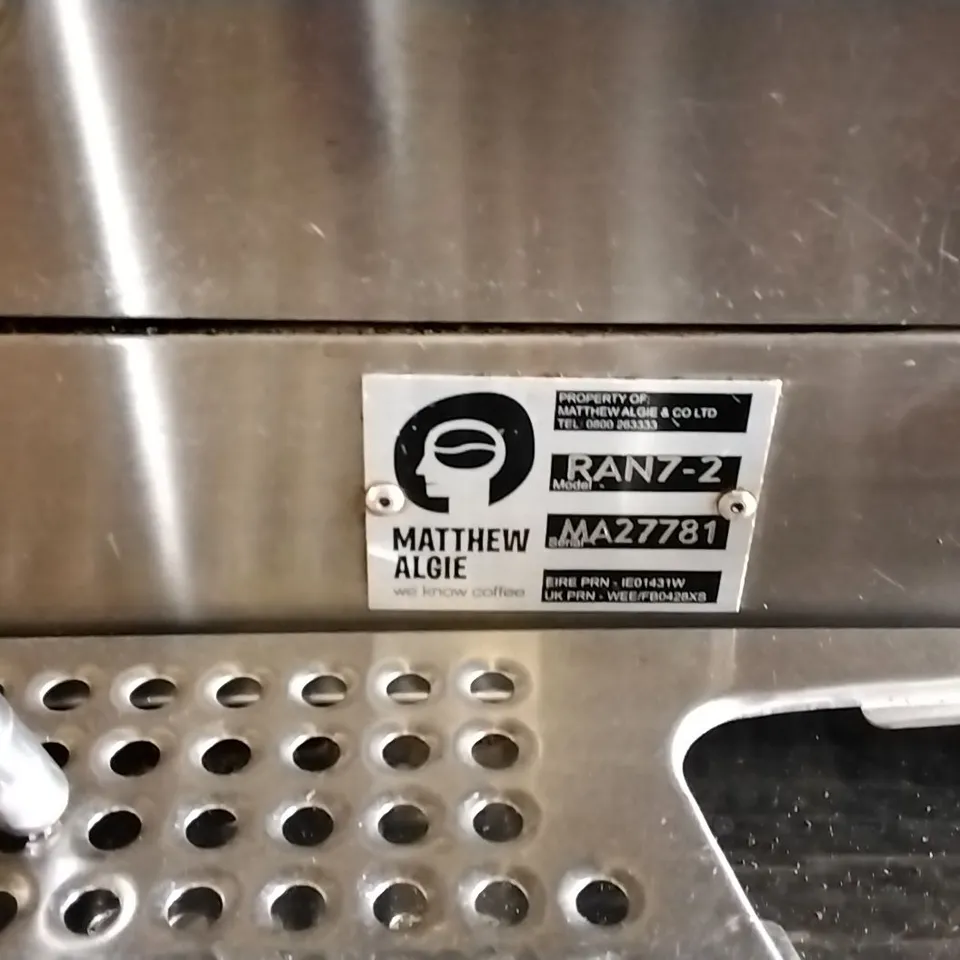 MATTHEW
ALGIE
we know coffee
PROPERTY OF:
MATTHEW ALGIE & CO LTD
TEL: 0800 263333
RAN7-2
Model
MA27781
Serial
EIRE PRN - IE01431W
UK PRN - WEE/FB0428XS